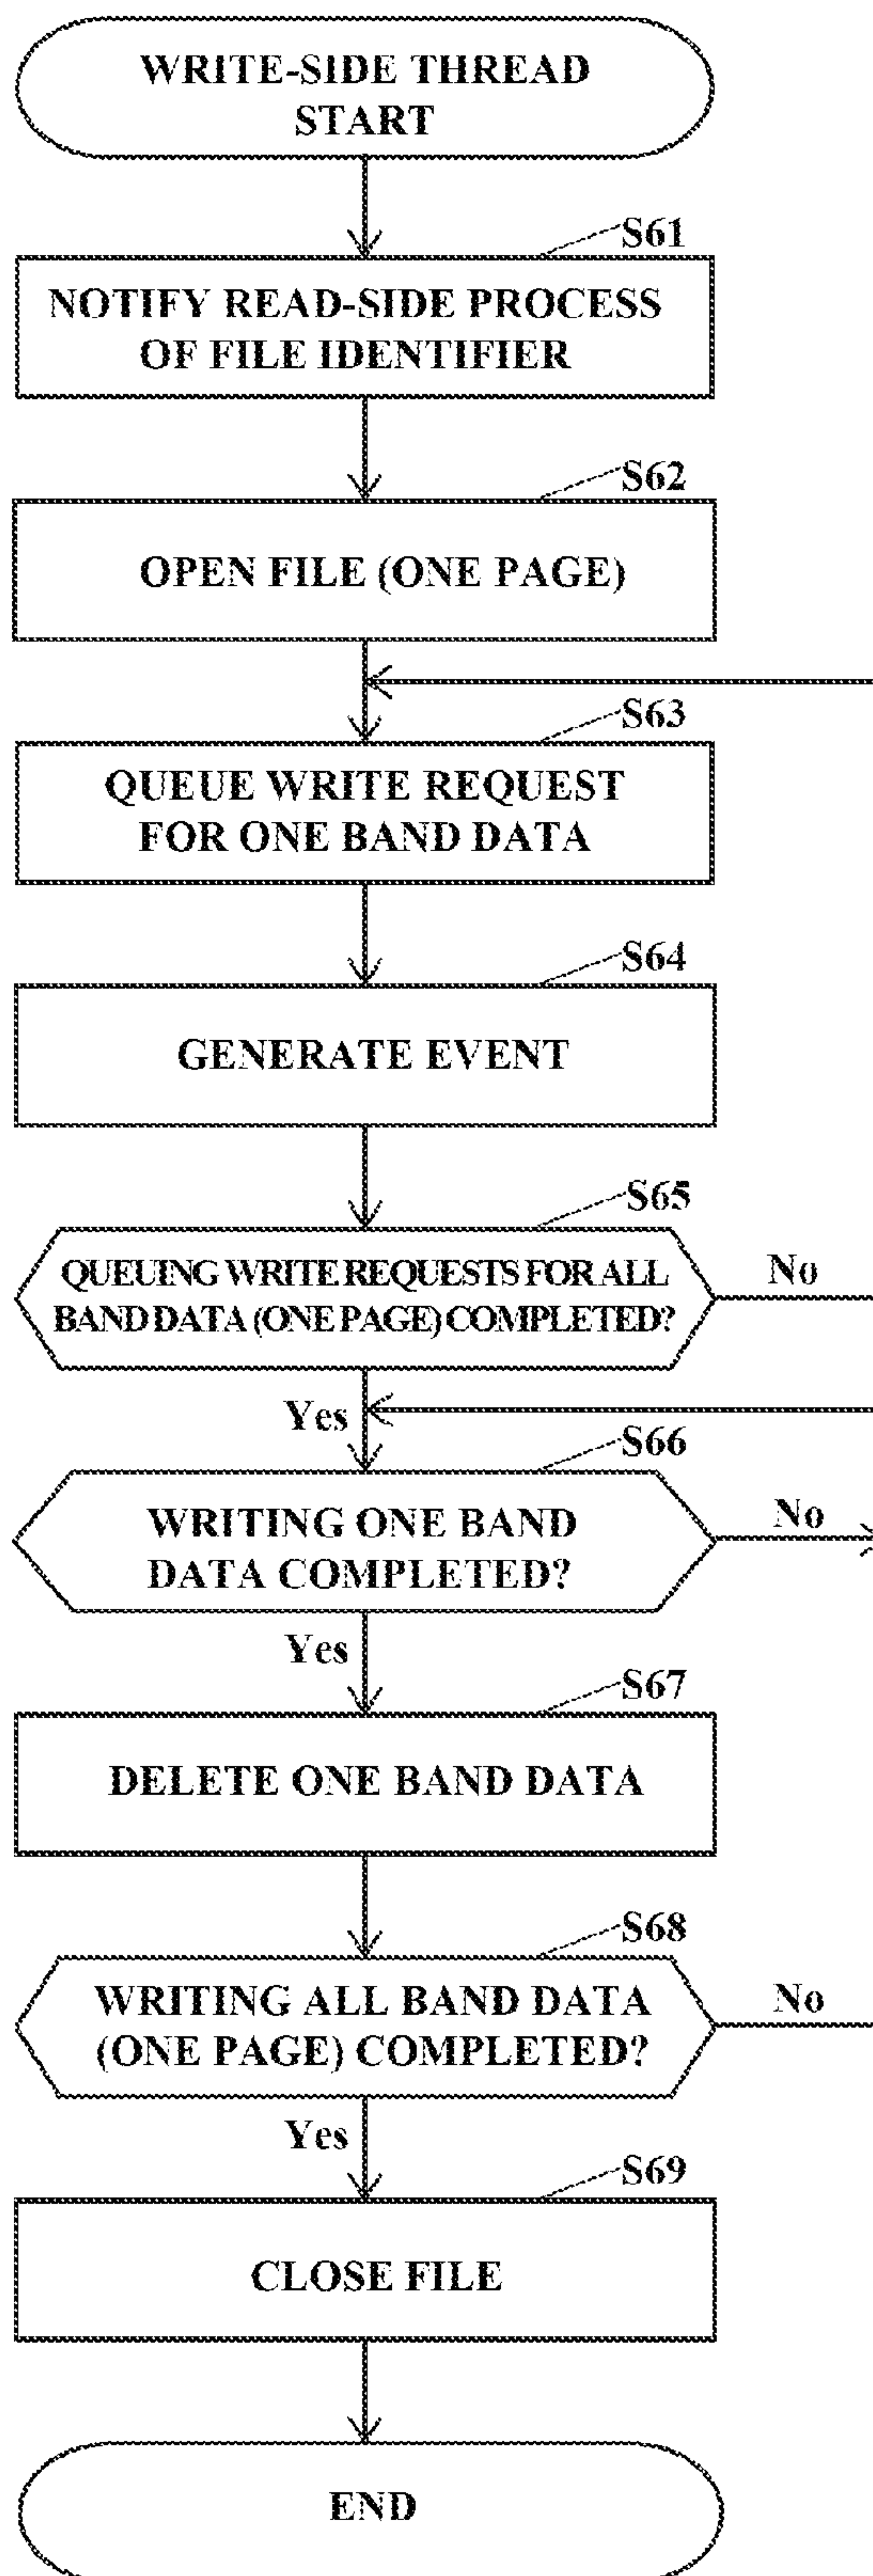 WRITE-SIDE THREAD
START
S61
NOTIFY READ-SIDE PROCESS
OF FILE IDENTIFIER
S62
OPEN FILE (ONE PAGE)
S63
QUEUE WRITE REQUEST
FOR ONE BAND DATA
S64
GENERATE EVENT
S65
QUEUING WRITE REQUESTS FOR ALL
BAND DATA (ONE PAGE) COMPLETED?
No
Yes
S66
WRITING ONE BAND
DATA COMPLETED?
No
Yes
S67
DELETE ONE BAND DATA
S68
WRITING ALL BAND DATA
(ONE PAGE) COMPLETED?
No
Yes
S69
CLOSE FILE
END